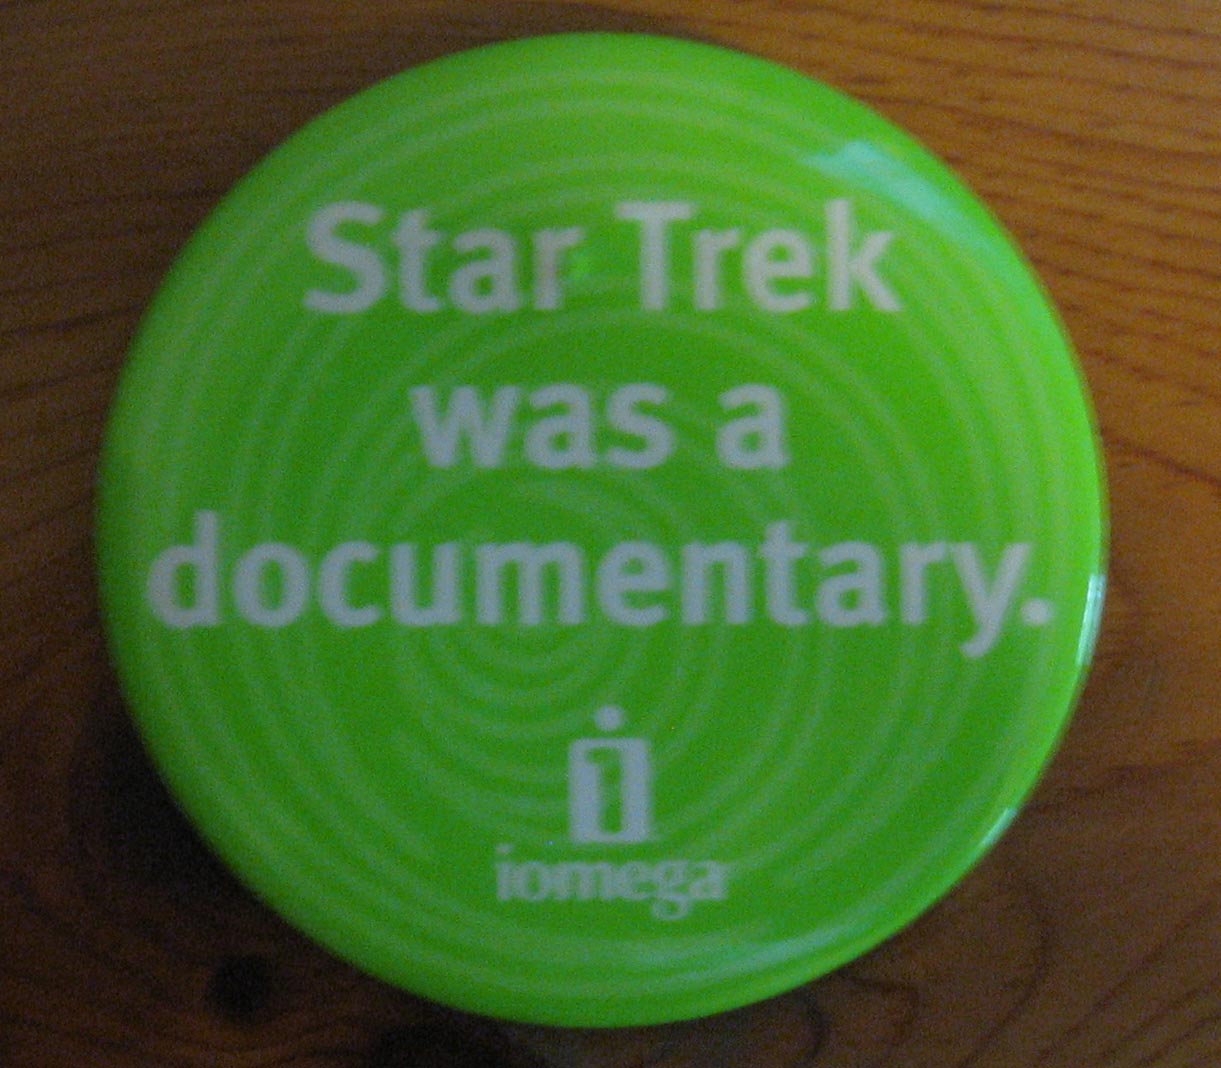 Star Trek
was a
documentary.
i
iomega